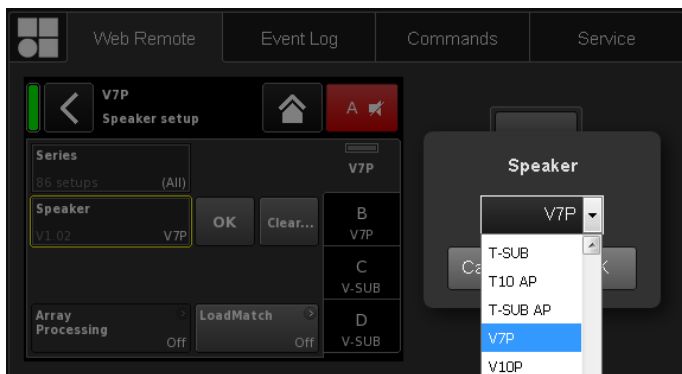 Web Remote
Event Log
Commands
Service
V7P
Speaker setup
A
Series
86 setups (All)
V7P
Speaker
V1.02 V7P
OK
Clear...
B
V7P
C
V-SUB
Array
Processing
Off
LoadMatch
Off
D
V-SUB
Speaker
V7P
Ca
K
T-SUB
T10 AP
T-SUB AP
V7P
V10P